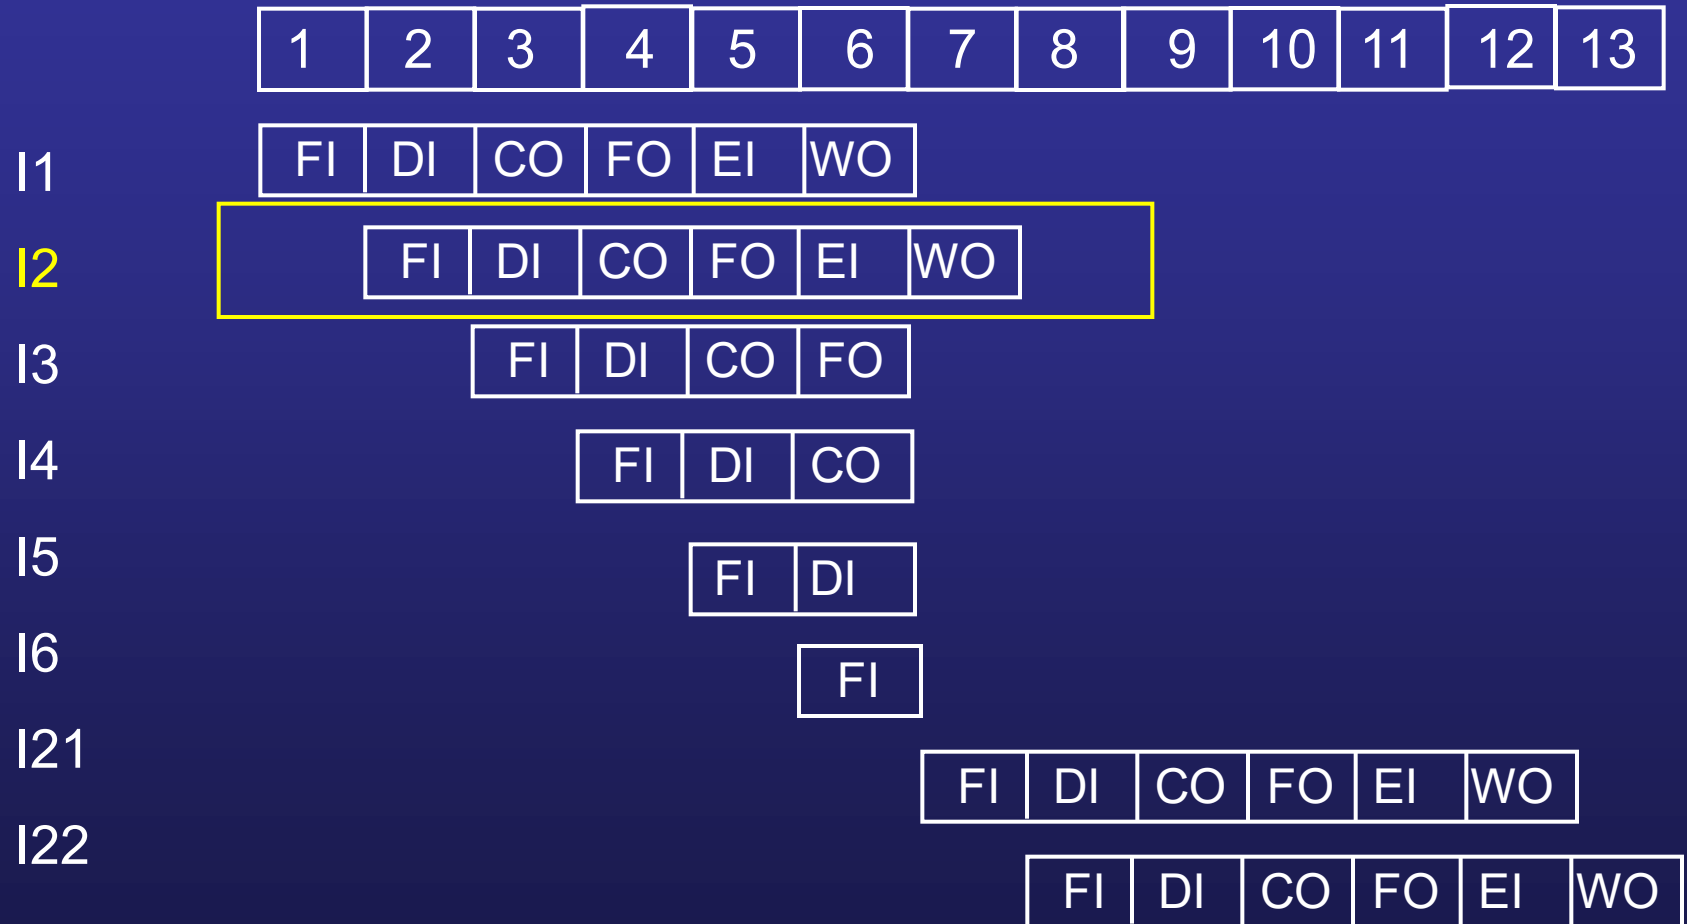 1 2 3 4 5 6 7 8 9 10 11 12 13
I1 FI DI CO FO EI WO
I2 FI DI CO FO EI WO
I3 FI DI CO FO
I4 FI DI CO
I5 FI DI
I6 FI
I21 FI DI CO FO EI WO
I22 FI DI CO FO EI WO